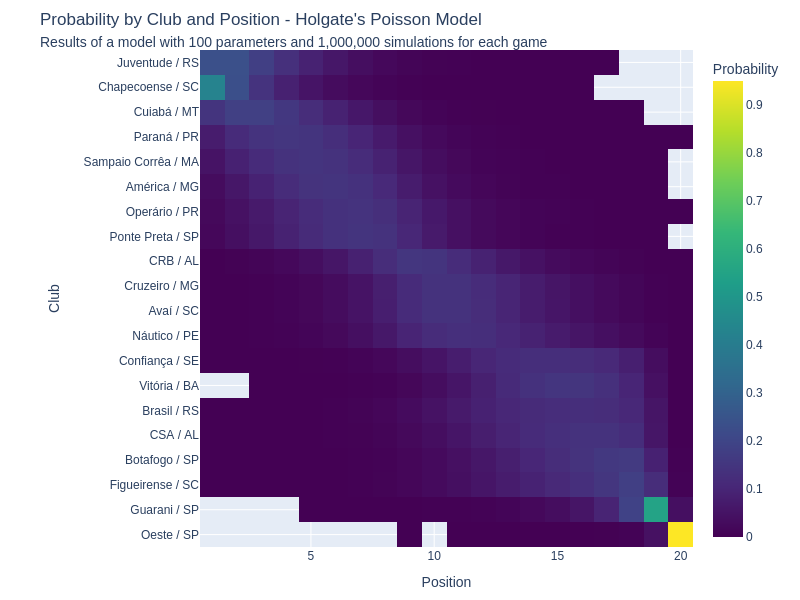 Probability by Club and Position - Holgate's Poisson Model
Results of a model with 100 parameters and 1,000,000 simulations for each game
Juventude / RS
Chapecoense / SC
Cuiabá / MT
Paraná / PR
Sampaio Corrêa / MA
América / MG
Operário / PR
Ponte Preta / SP
CRB / AL
Cruzeiro / MG
Avaí / SC
Náutico / PE
Confiança / SE
Vitória / BA
Brasil / RS
CSA / AL
Botafogo / SP
Figueirense / SC
Guarani / SP
Oeste / SP
Club
5
10
15
20
Position
Probability
0.9
0.8
0.7
0.6
0.5
0.4
0.3
0.2
0.1
0